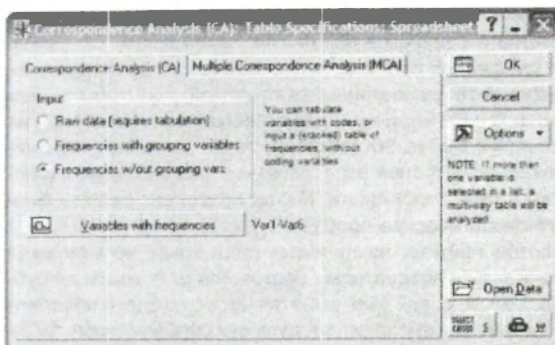 Correspondence Analysis (CA): Table Specifications: Spreadsheet
Correspondence Analysis (CA)
Multiple Correspondence Analysis (MCA)
Input
Raw data (requires tabulation)
Frequencies with grouping variables
Frequencies w/out grouping vars
You can tabulate
variables with codes, or
input a (stacked) table of
frequencies, without
coding variables
Variables with frequencies
Var1-Var6
OK
Cancel
Options
NOTE: If more than
one variable is
selected in a list, a
multi-way table will be
analyzed
Open Data
SELECT
CASES
S
W